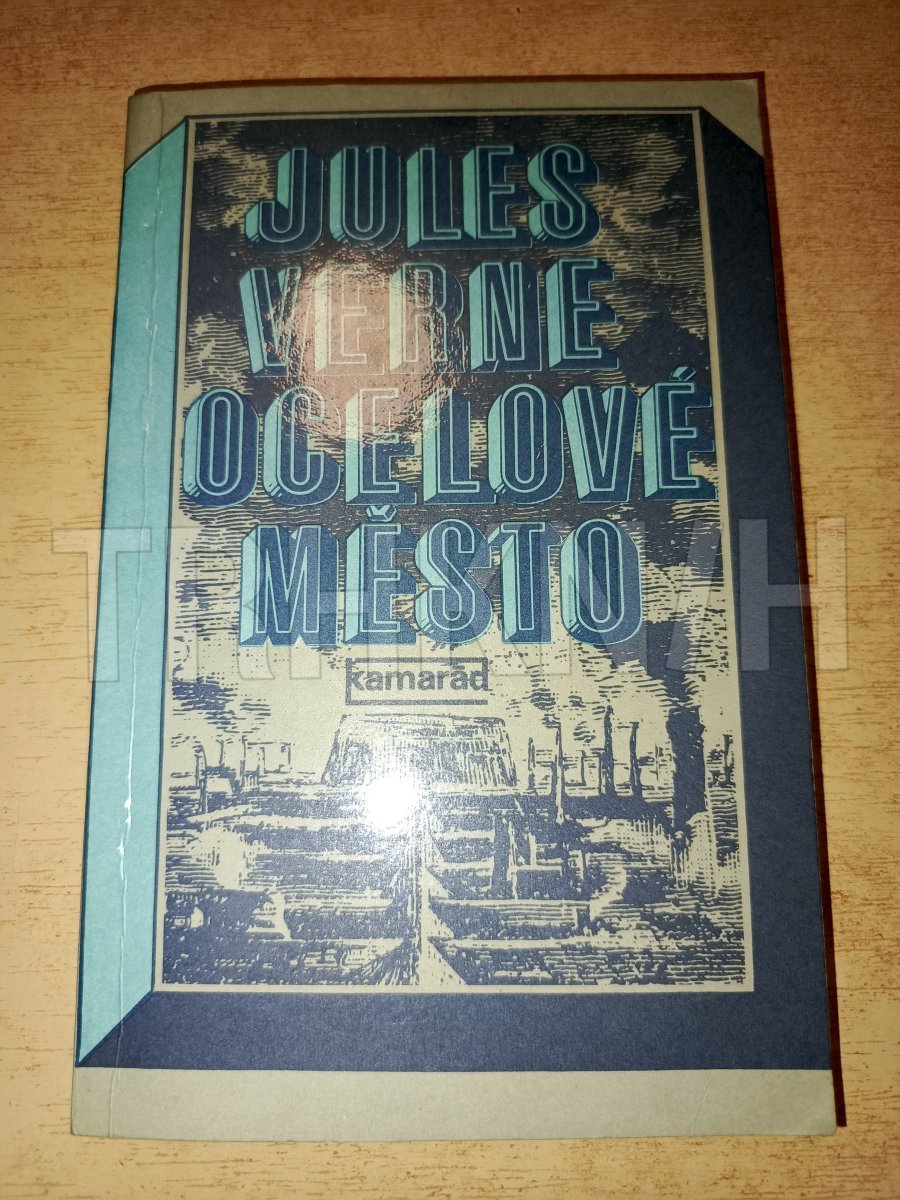 JULES
VERNE
OCELOVÉ
MĚSTO
kamarád